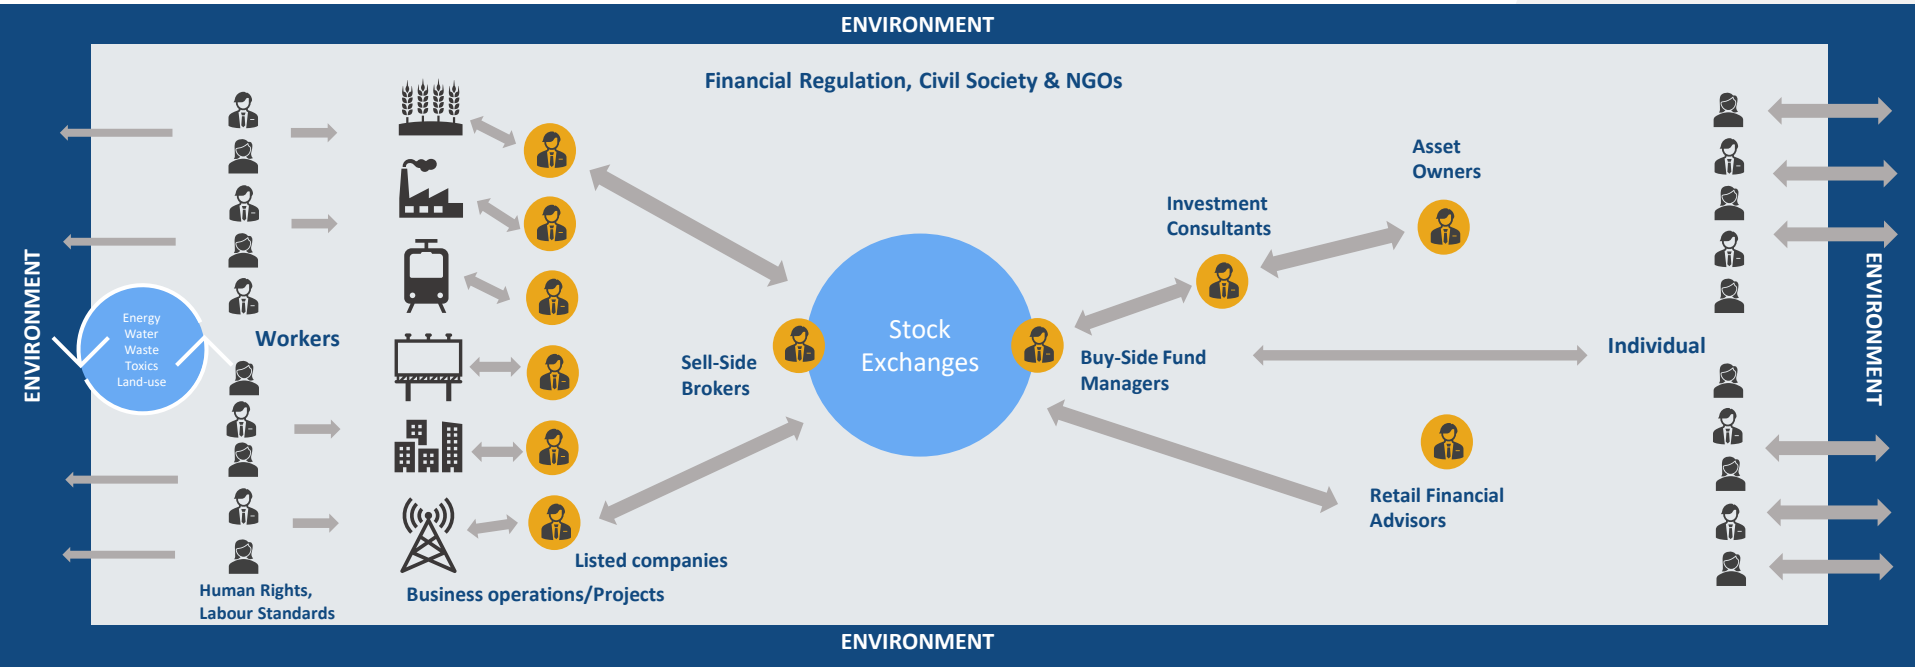 ENVIRONMENT
Financial Regulation, Civil Society & NGOs
Asset
Owners
Investment
Consultants
ENVIRONMENT
Energy
Water
Waste
Toxics
Land-use
Workers
Sell-Side
Brokers
Stock
Exchanges
Buy-Side Fund
Managers
Individual
ENVIRONMENT
Retail Financial
Advisors
Listed companies
Human Rights,
Labour Standards
Business operations/Projects
ENVIRONMENT